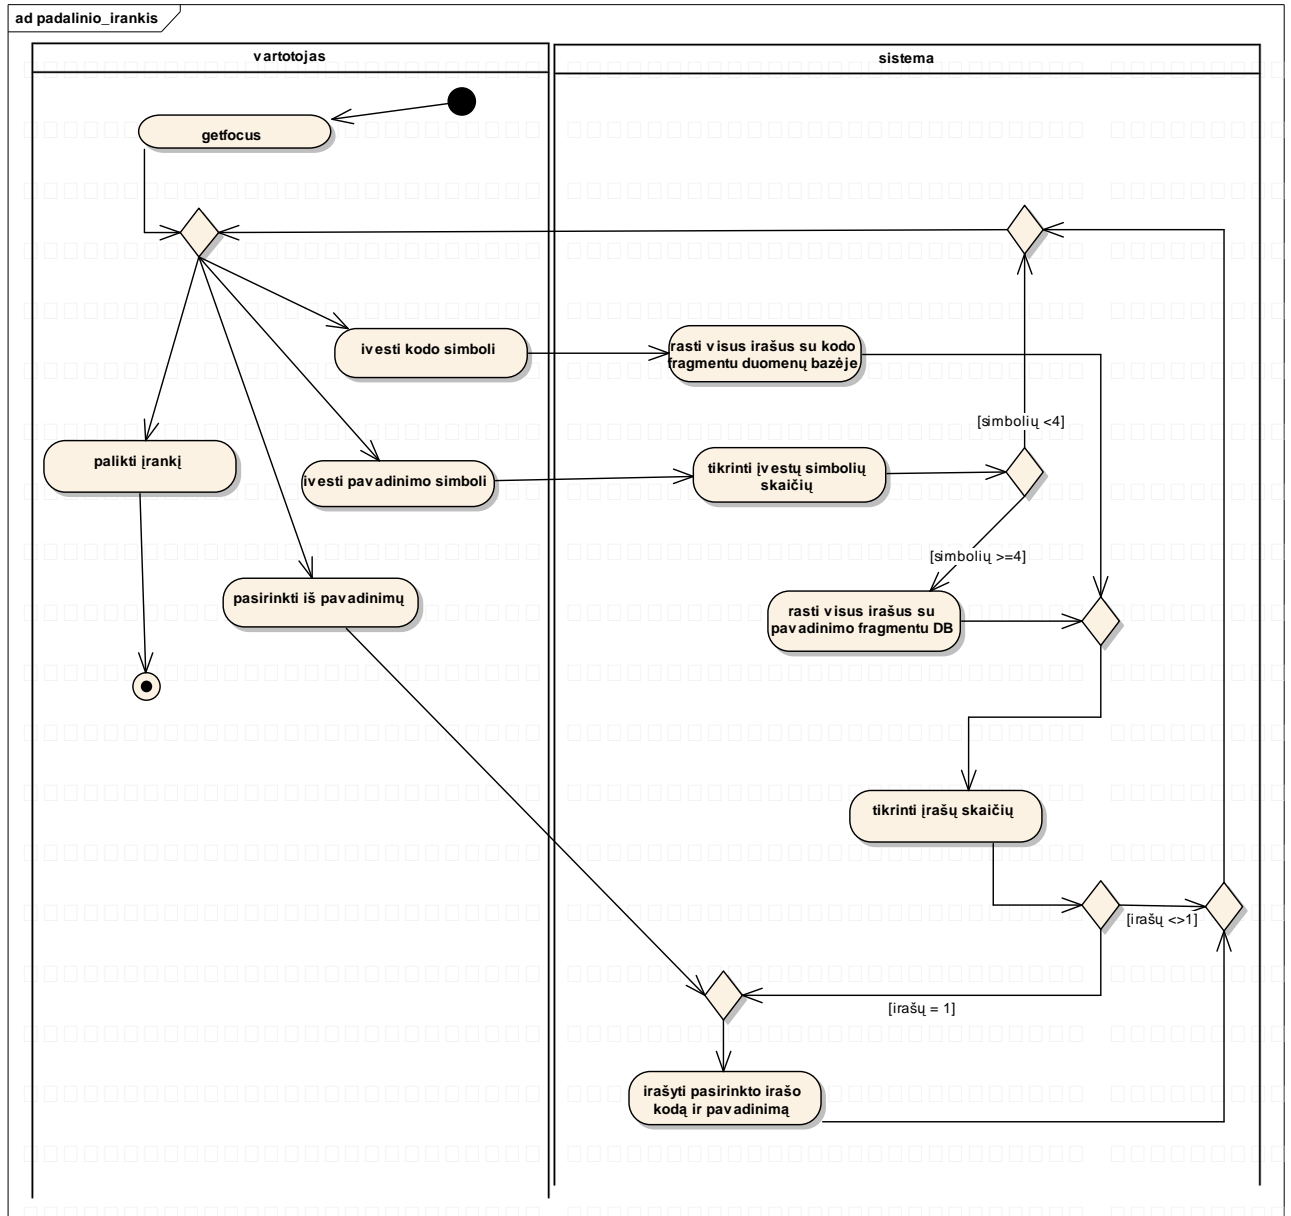 ad padalinio_irankis
vartotojas
sistema
getfocus
ivesti kodo simboli
rasti visus irašus su kodo
fragmentu duomenų bazėje
[simbolių <4]
palikti įrankį
ivesti pavadinimo simboli
tikrinti įvestų simbolių
skaičių
[simbolių >=4]
pasirinkti iš pavadinimų
rasti visus irašus su
pavadinimo fragmentu DB
tikrinti įrašų skaičių
[irašų <>1]
[irašų = 1]
irašyti pasirinkto irašo
kodą ir pavadinimą